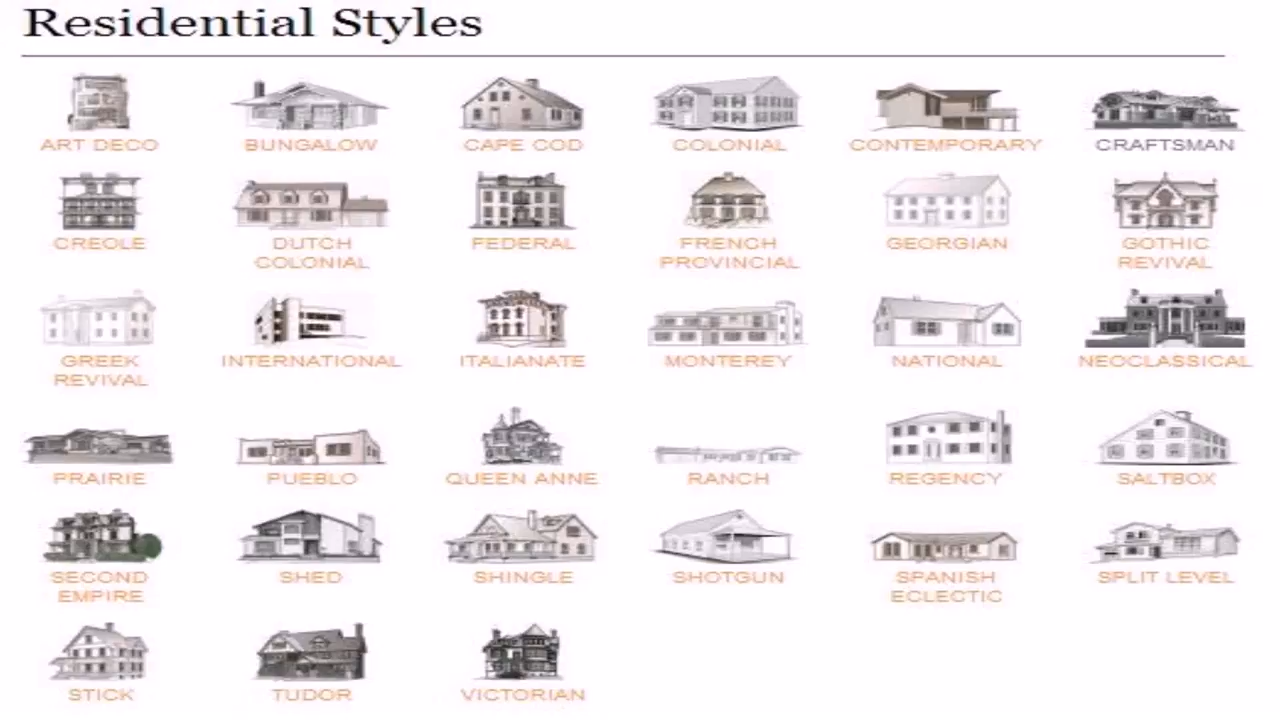 Residential Styles
ART DECO
BUNGALOW
CAPE COD
COLONIAL
CONTEMPORARY
CRAFTSMAN
CREOLE
DUTCH
COLONIAL
FEDERAL
FRENCH
PROVINCIAL
GEORGIAN
GOTHIC
REVIVAL
GREEK
REVIVAL
INTERNATIONAL
ITALIANATE
MONTEREY
NATIONAL
NEOCLASSICAL
PRAIRIE
PUEBLO
QUEEN ANNE
RANCH
REGENCY
SALTBOX
SECOND
EMPIRE
SHED
SHINGLE
SHOTGUN
SPANISH
ECLECTIC
SPLIT LEVEL
STICK
TUDOR
VICTORIAN